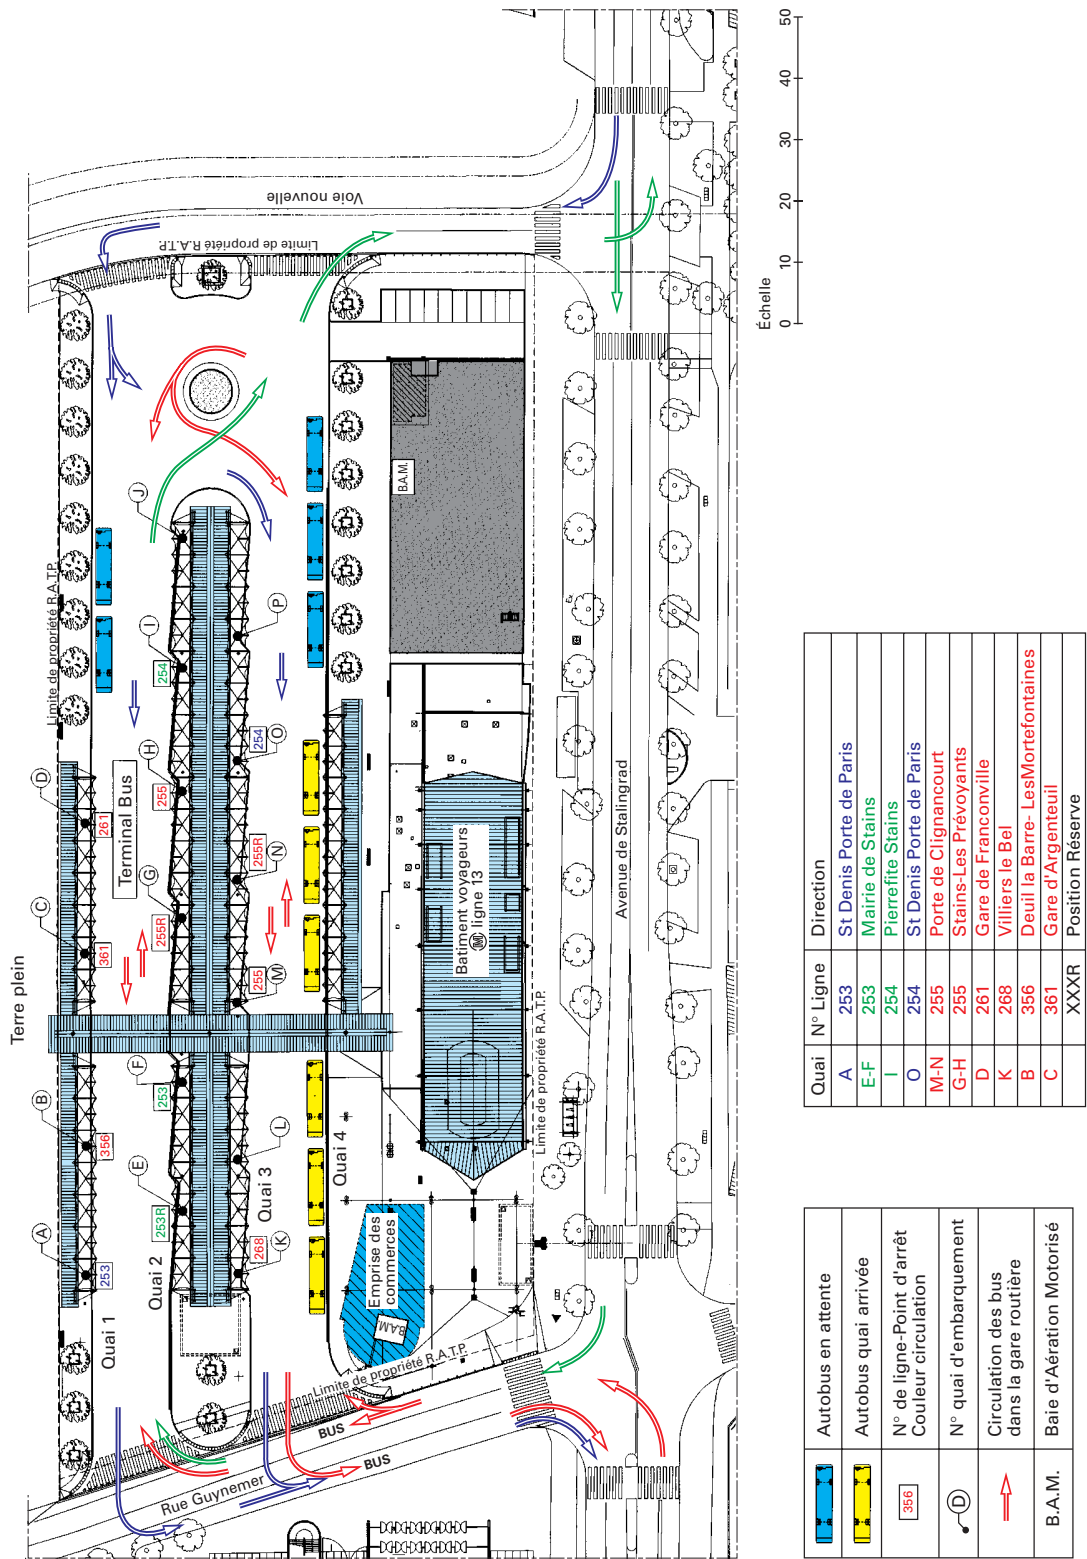 Terre plein
Limite de propriété R.A.T.P.
A
B
C
D
253
356
361
261
Quai 1
Terminal Bus
E
F
G
H
I
J
253R
253
255R
255
254
Quai 2
268
255
255R
254
K
L
M
N
O
P
Quai 3
Quai 4
Limite de propriété R.A.T.P.
Voie nouvelle
Emprise des
commerces
B.A.M.
Batiment voyageurs
M ligne 13
B.A.M.
Limite de propriété R.A.T.P.
Limite de propriété R.A.T.P.
Rue Guynemer
BUS
BUS
Avenue de Stalingrad
Échelle
0 10 20 30 40 50
Autobus en attente
Autobus quai arrivée
356 N° de ligne-Point d'arrêt
Couleur circulation
D N° quai d'embarquement
Circulation des bus
dans la gare routière
B.A.M. Baie d'Aération Motorisé
Quai N° Ligne Direction
A 253 St Denis Porte de Paris
E-F 253 Mairie de Stains
I 254 Pierrefite Stains
O 254 St Denis Porte de Paris
M-N 255 Porte de Clignancourt
G-H 255 Stains-Les Prévoyants
D 261 Gare de Franconville
K 268 Villiers le Bel
B 356 Deuil la Barre- LesMortefontaines
C 361 Gare d'Argenteuil
XXXR Position Réserve